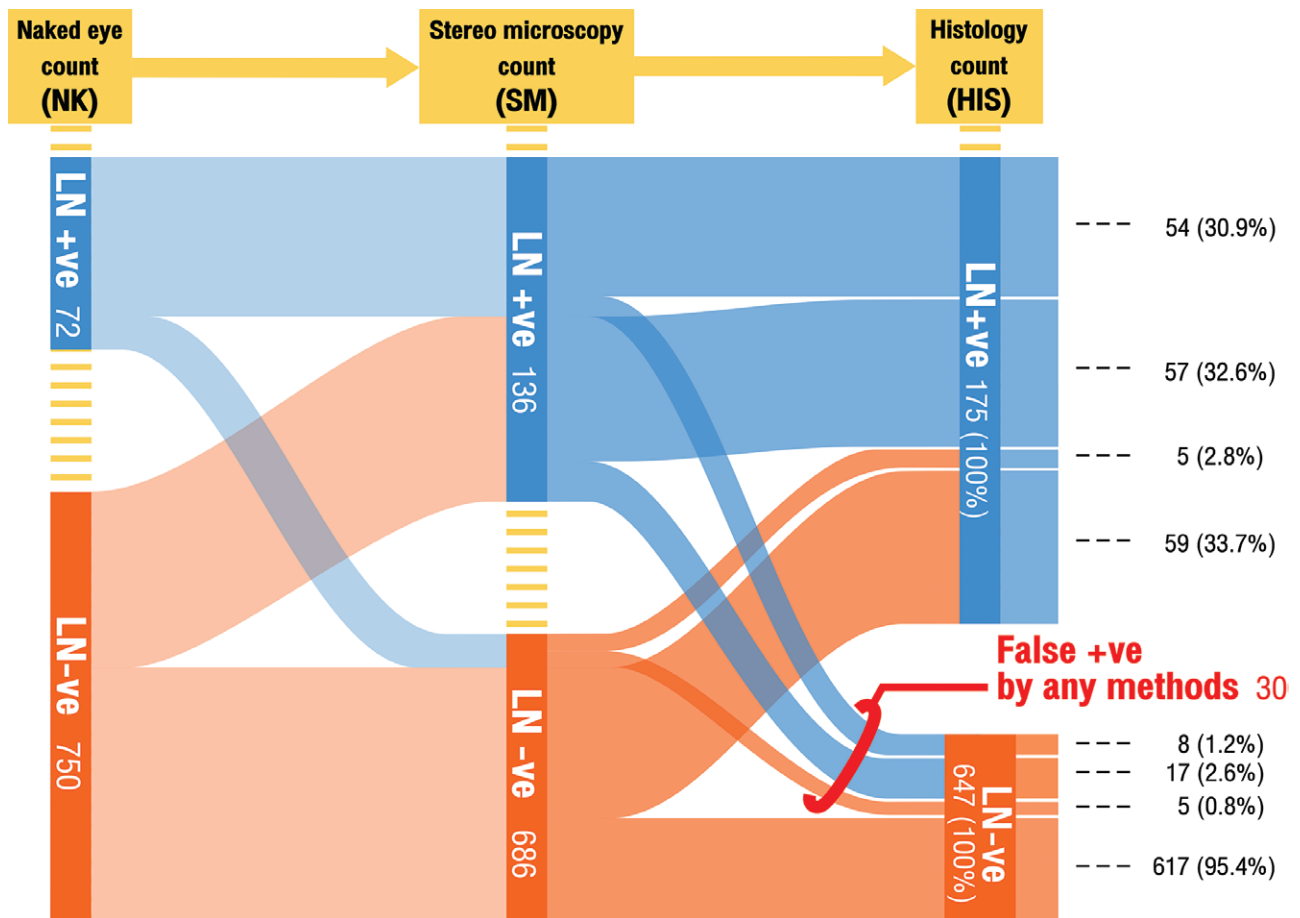 Naked eye
count
(NK)
Stereo microscopy
count
(SM)
Histology
count
(HIS)
LN +ve 72
LN-ve 750
LN +ve 136
LN -ve 686
LN+ve 175 (100%)
54 (30.9%)
57 (32.6%)
5 (2.8%)
59 (33.7%)
False +ve
by any methods 30
LN-ve
647 (100%)
8 (1.2%)
17 (2.6%)
5 (0.8%)
617 (95.4%)